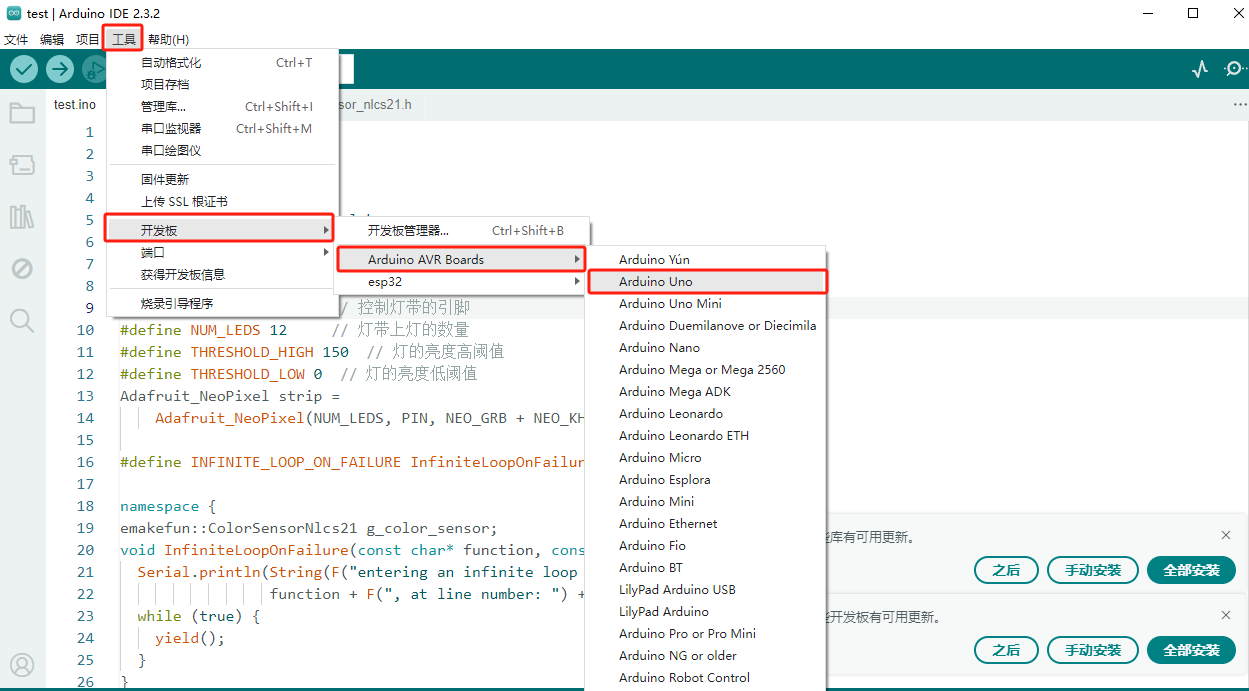 test | Arduino IDE 2.3.2
文件 编辑 项目 工具 帮助(H)
自动格式化 Ctrl+T
项目存档
管理库... Ctrl+Shift+I
串口监视器 Ctrl+Shift+M
串口绘图仪
固件更新
上传 SSL 根证书
开发板
端口
获得开发板信息
烧录引导程序
开发板管理器... Ctrl+Shift+B
Arduino AVR Boards
esp32
Arduino Yún
Arduino Uno
Arduino Uno Mini
Arduino Duemilanove or Diecimila
Arduino Nano
Arduino Mega or Mega 2560
Arduino Mega ADK
Arduino Leonardo
Arduino Leonardo ETH
Arduino Micro
Arduino Esplora
Arduino Mini
Arduino Ethernet
Arduino Fio
Arduino BT
LilyPad Arduino USB
LilyPad Arduino
Arduino Pro or Pro Mini
Arduino NG or older
Arduino Robot Control
test.ino sor_nlcs21.h
1
2
3
4
5
6
7
8
9 / 控制灯带的引脚
10 #define NUM_LEDS 12 // 灯带上灯的数量
11 #define THRESHOLD_HIGH 150 // 灯的亮度高阈值
12 #define THRESHOLD_LOW 0 // 灯的亮度低阈值
13 Adafruit_NeoPixel strip =
14 Adafruit_NeoPixel(NUM_LEDS, PIN, NEO_GRB + NEO_KH
15
16 #define INFINITE_LOOP_ON_FAILURE InfiniteLoopOnFailur
17
18 namespace {
19 emakefun::ColorSensorNlcs21 g_color_sensor;
20 void InfiniteLoopOnFailure(const char* function, cons
21 Serial.println(String(F("entering an infinite loop
22 function + F(", at line number: ") +
23 while (true) {
24 yield();
25 }
26 }
库有可用更新。
之后 手动安装 全部安装
开发板有可用更新。
之后 手动安装 全部安装